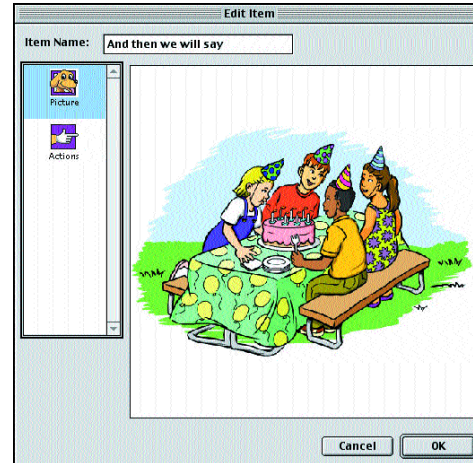 Edit Item
Item Name: And then we will say
Picture
Actions
Cancel OK